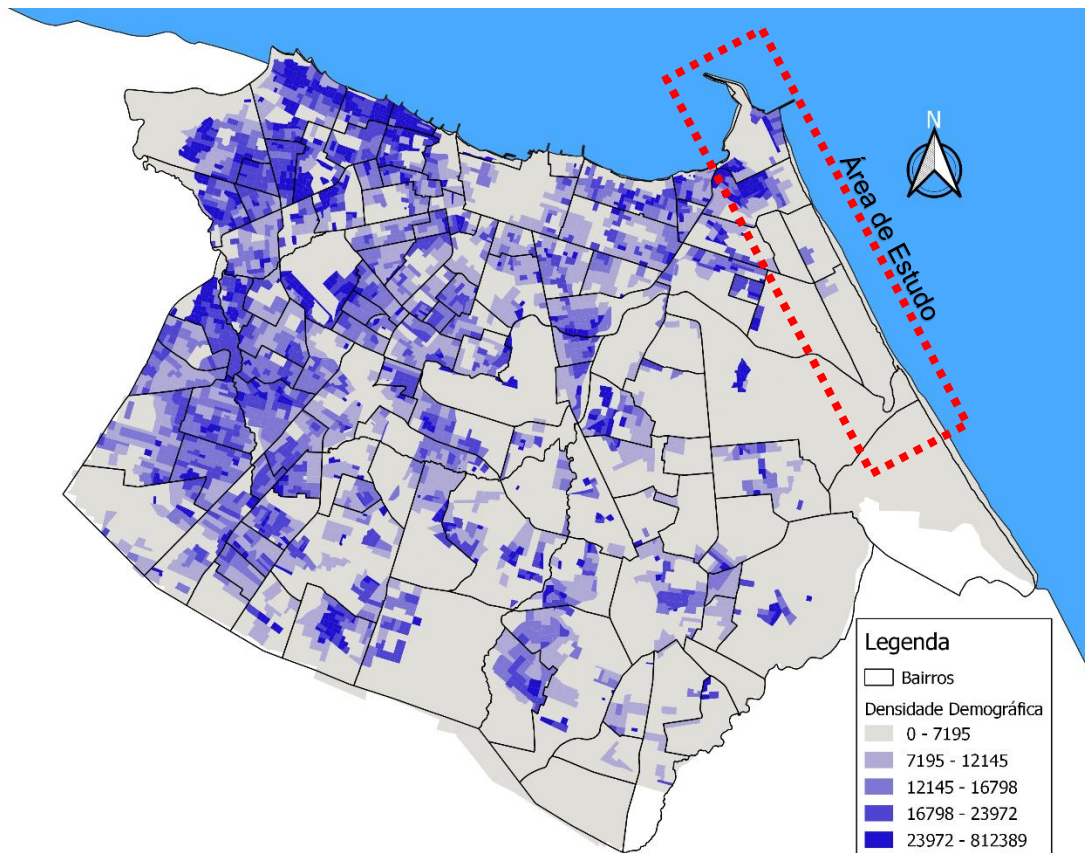 N
Área de Estudo
Legenda
Bairros
Densidade Demográfica
0 - 7195
7195 - 12145
12145 - 16798
16798 - 23972
23972 - 812389